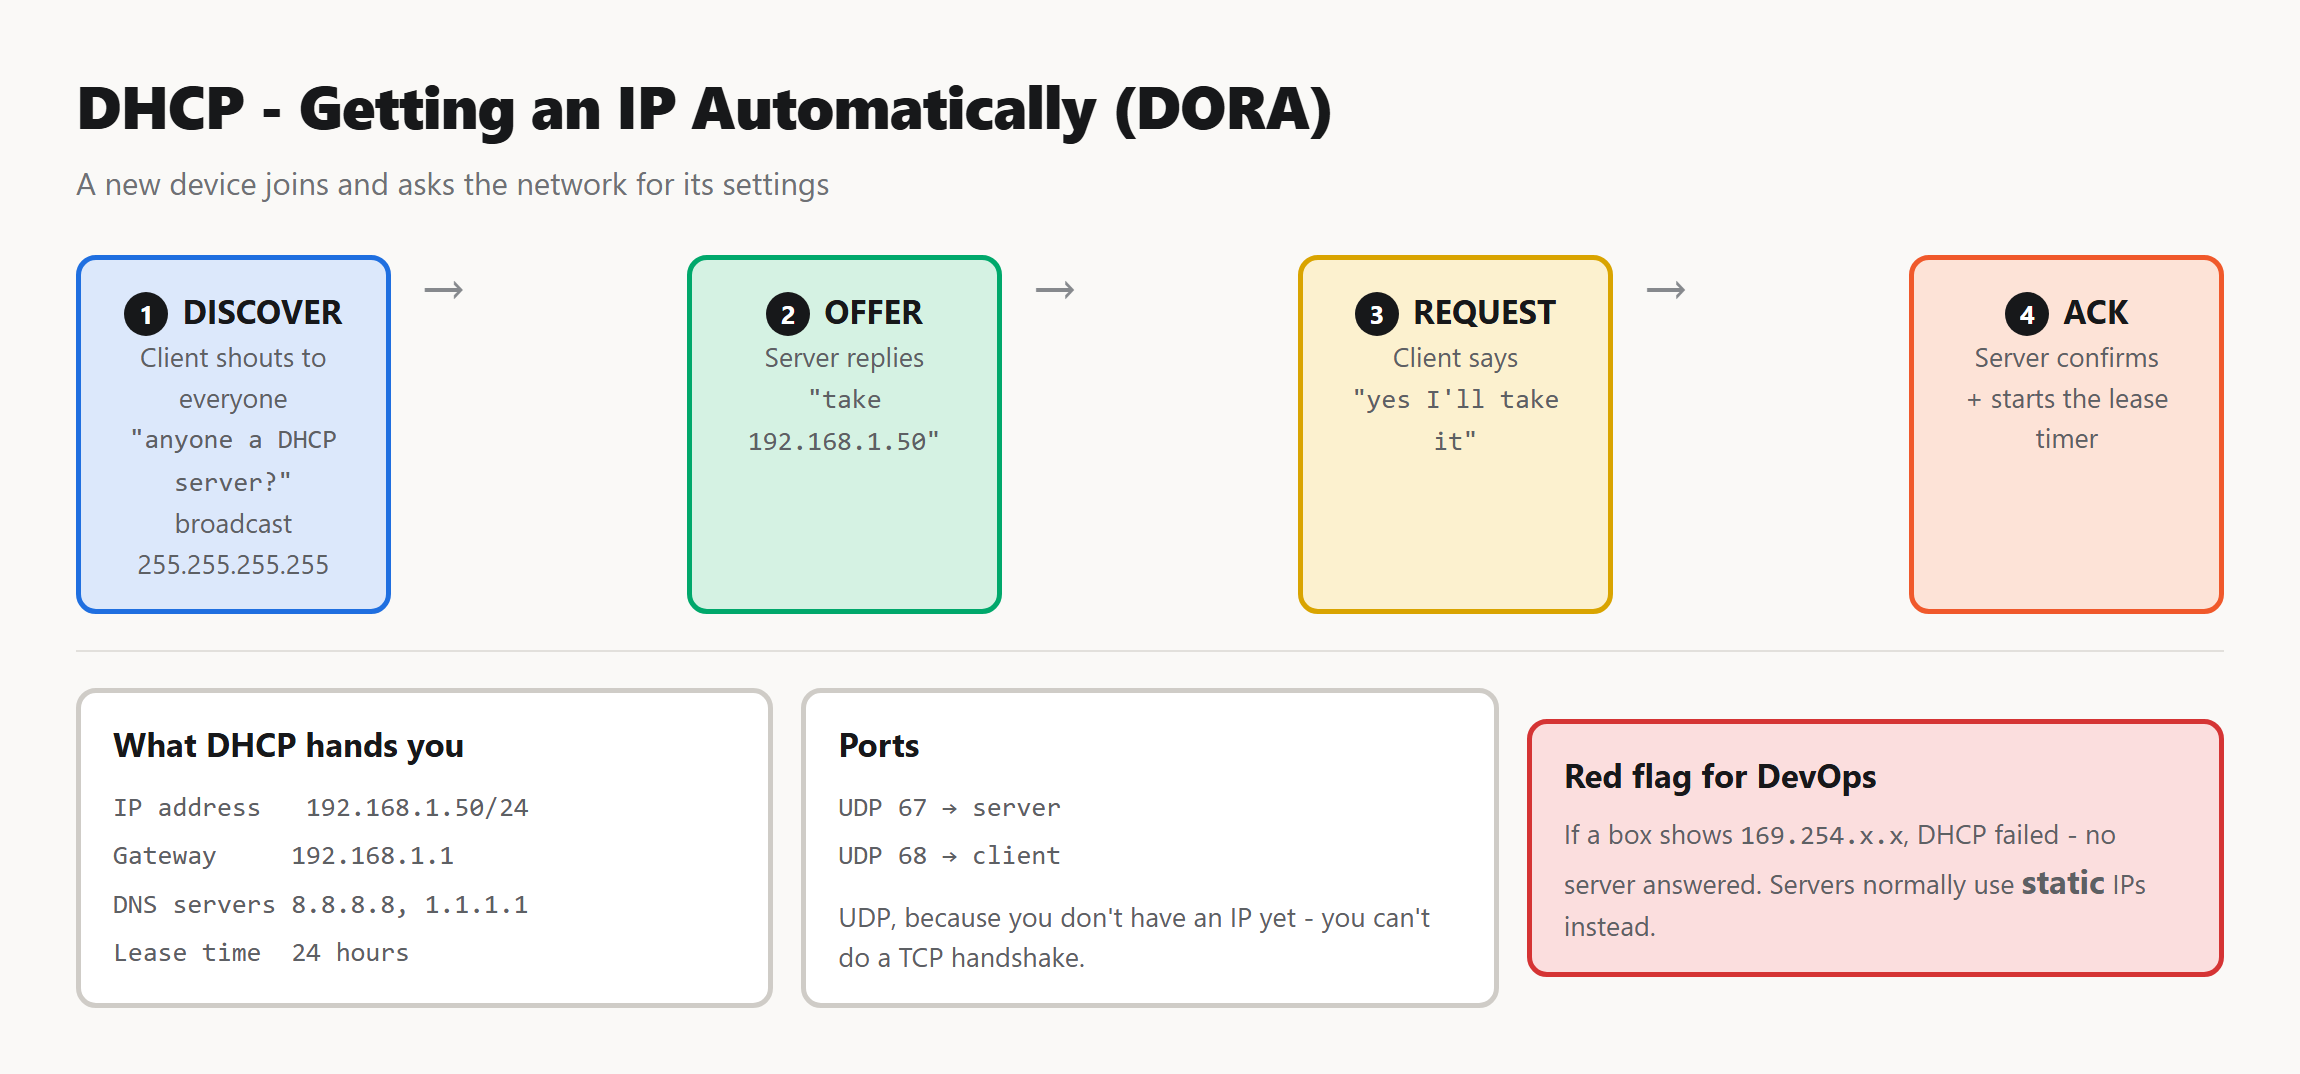 DHCP - Getting an IP Automatically (DORA)
A new device joins and asks the network for its settings
1 DISCOVER
Client shouts to
everyone
"anyone a DHCP
server?"
broadcast
255.255.255.255
→
2 OFFER
Server replies
"take
192.168.1.50"
→
3 REQUEST
Client says
"yes I'll take
it"
→
4 ACK
Server confirms
+ starts the lease
timer
What DHCP hands you
IP address   192.168.1.50/24
Gateway     192.168.1.1
DNS servers 8.8.8.8, 1.1.1.1
Lease time  24 hours
Ports
UDP 67 → server
UDP 68 → client
UDP, because you don't have an IP yet - you can't
do a TCP handshake.
Red flag for DevOps
If a box shows 169.254.x.x, DHCP failed - no
server answered. Servers normally use static IPs
instead.